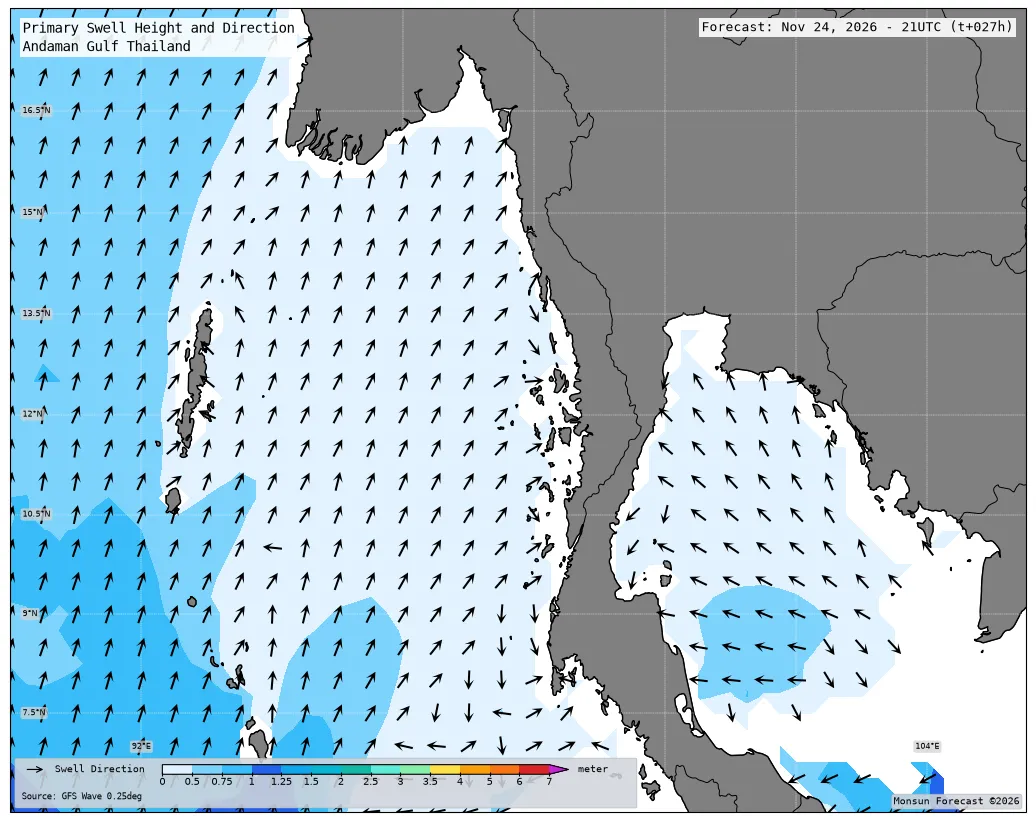 Primary Swell Height and Direction
Andaman Gulf Thailand
Forecast: Nov 24, 2026 - 21UTC (t+027h)
16.5°N
15°N
13.5°N
12°N
10.5°N
9°N
7.5°N
92°E
104°E
Swell Direction
0 0.5 0.75 1 1.25 1.5 2 2.5 3 3.5 4 5 6 7 meter
Source: GFS Wave 0.25deg
Monsun Forecast ©2026